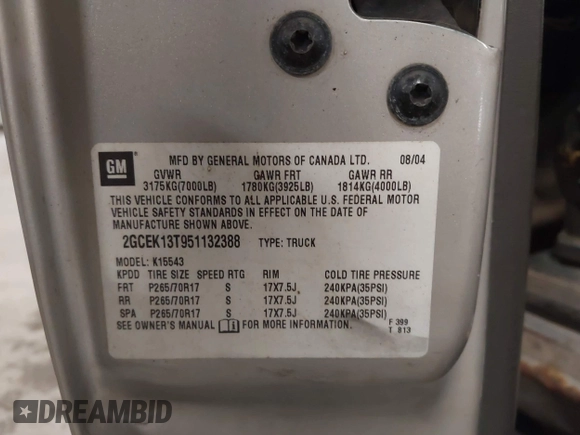 GM
MFD BY GENERAL MOTORS OF CANADA LTD. 08/04
GVWR GAWR FRT GAWR RR
3175KG(7000LB) 1780KG(3925LB) 1814KG(4000LB)
THIS VEHICLE CONFORMS TO ALL APPLICABLE U.S. FEDERAL MOTOR
VEHICLE SAFETY STANDARDS IN EFFECT ON THE DATE OF
MANUFACTURE SHOWN ABOVE.
2GCEK13T951132388 TYPE: TRUCK
MODEL: K15543
KPDD TIRE SIZE SPEED RTG RIM COLD TIRE PRESSURE
FRT P265/70R17 S 17X7.5J 240KPA(35PSI)
RR P265/70R17 S 17X7.5J 240KPA(35PSI)
SPA P265/70R17 S 17X7.5J 240KPA(35PSI)
SEE OWNER'S MANUAL FOR MORE INFORMATION
F 399
T 813
DREAMBID